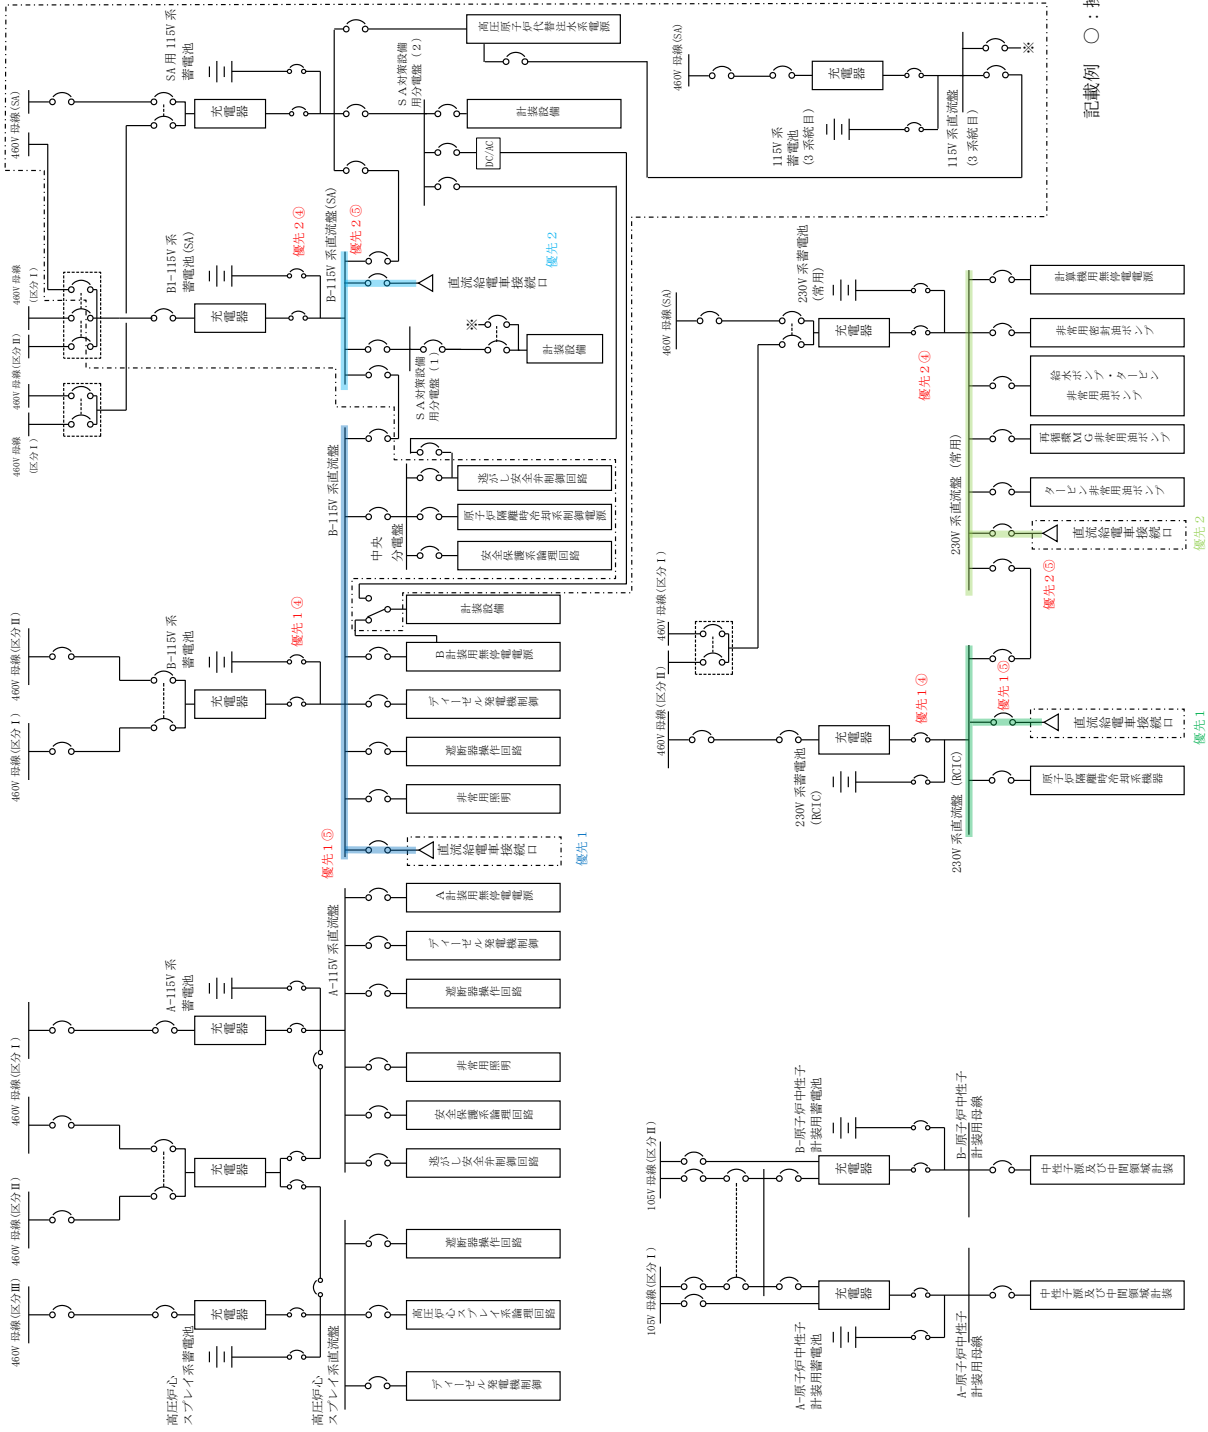 460V 母線(区分Ⅲ)
460V 母線(区分Ⅱ)
460V 母線(区分Ⅰ)
充電器
充電器
充電器
高圧炉心
スプレイ系蓄電池
A-115V 系
蓄電池
高圧炉心
スプレイ系直流盤
A-115V 系直流盤
ディーゼル発電機制御
高圧炉心スプレイ系論理回路
遮断器操作回路
逃がし安全弁制御回路
安全保護系論理回路
非常用照明
遮断器操作回路
ディーゼル発電機制御
A計装用無停電電源
460V 母線(区分Ⅰ)
460V 母線(区分Ⅱ)
充電器
B-115V 系
蓄電池
優先1④
優先1⑤
B-115V 系直流盤
直流給電車接続口
優先1
非常用照明
遮断器操作回路
ディーゼル発電機制御
B計装用無停電電源
計装設備
中央
分電盤
安全保護系論理回路
原子炉隔離時冷却系制御電源
逃がし安全弁制御回路
460V 母線
(区分Ⅰ)
460V 母線(区分Ⅱ)
460V 母線(区分Ⅱ)
460V 母線
(区分Ⅰ)
460V 母線(SA)
充電器
B1-115V 系
蓄電池(SA)
優先2④
優先2⑤
B-115V 系直流盤(SA)
SA対策設備
用分電盤(1)
※
計装設備
直流給電車接続口
優先2
充電器
SA用 115V 系
蓄電池
SA対策設備
用分電盤(2)
DC/AC
計装設備
高圧原子炉代替注水系電源
460V 母線(SA)
充電器
115V 系
蓄電池
(3 系統目)
115V 系直流盤
(3 系統目)
※
105V 母線(区分Ⅰ)
105V 母線(区分Ⅱ)
充電器
充電器
A-原子炉中性子
計装用蓄電池
B-原子炉中性子
計装用蓄電池
A-原子炉中性子
計装用母線
B-原子炉中性子
計装用母線
中性子源及び中間領域計装
中性子源及び中間領域計装
460V 母線(区分Ⅱ)
460V 母線(区分Ⅰ)
460V 母線(SA)
充電器
230V 系蓄電池
(RCIC)
優先1④
230V 系直流盤 (RCIC)
優先1⑤
原子炉隔離時冷却系機器
直流給電車接続口
優先1
充電器
230V 系蓄電池
(常用)
優先2④
230V 系直流盤 (常用)
優先2⑤
直流給電車接続口
優先2
タービン非常用油ポンプ
再循環MG非常用油ポンプ
給水ポンプ・タービン
非常用油ポンプ
非常用密封油ポンプ
計算機用無停電電源
記載例 ○: